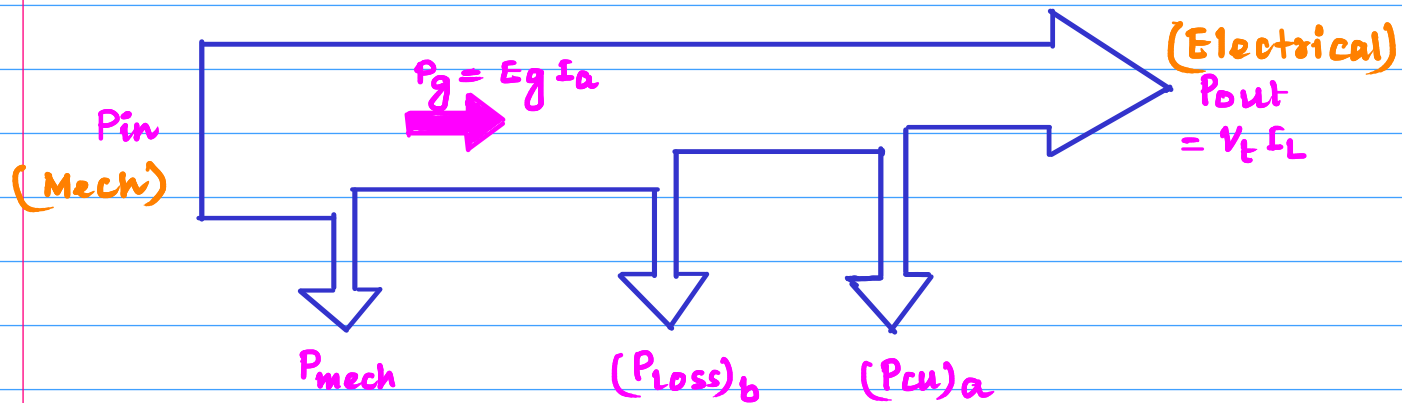 (Electrical)
Pg = Eg Ia
Pout
= Vt IL
Pin
(Mech)
Pmech
(PLoss)b
(Pcu)a